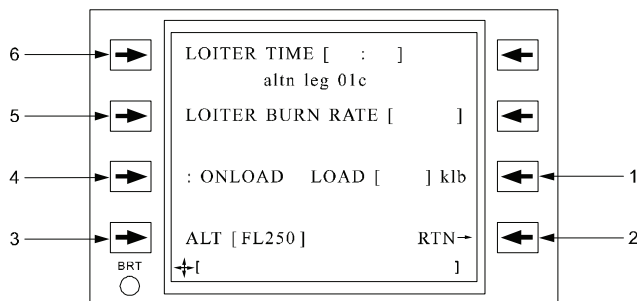 6
LOITER TIME [ : ]
altn leg 01c
5
LOITER BURN RATE [ ]
4
: ONLOAD LOAD [ ] klb
1
3
ALT [FL250] RTN→
2
BRT
[ ]